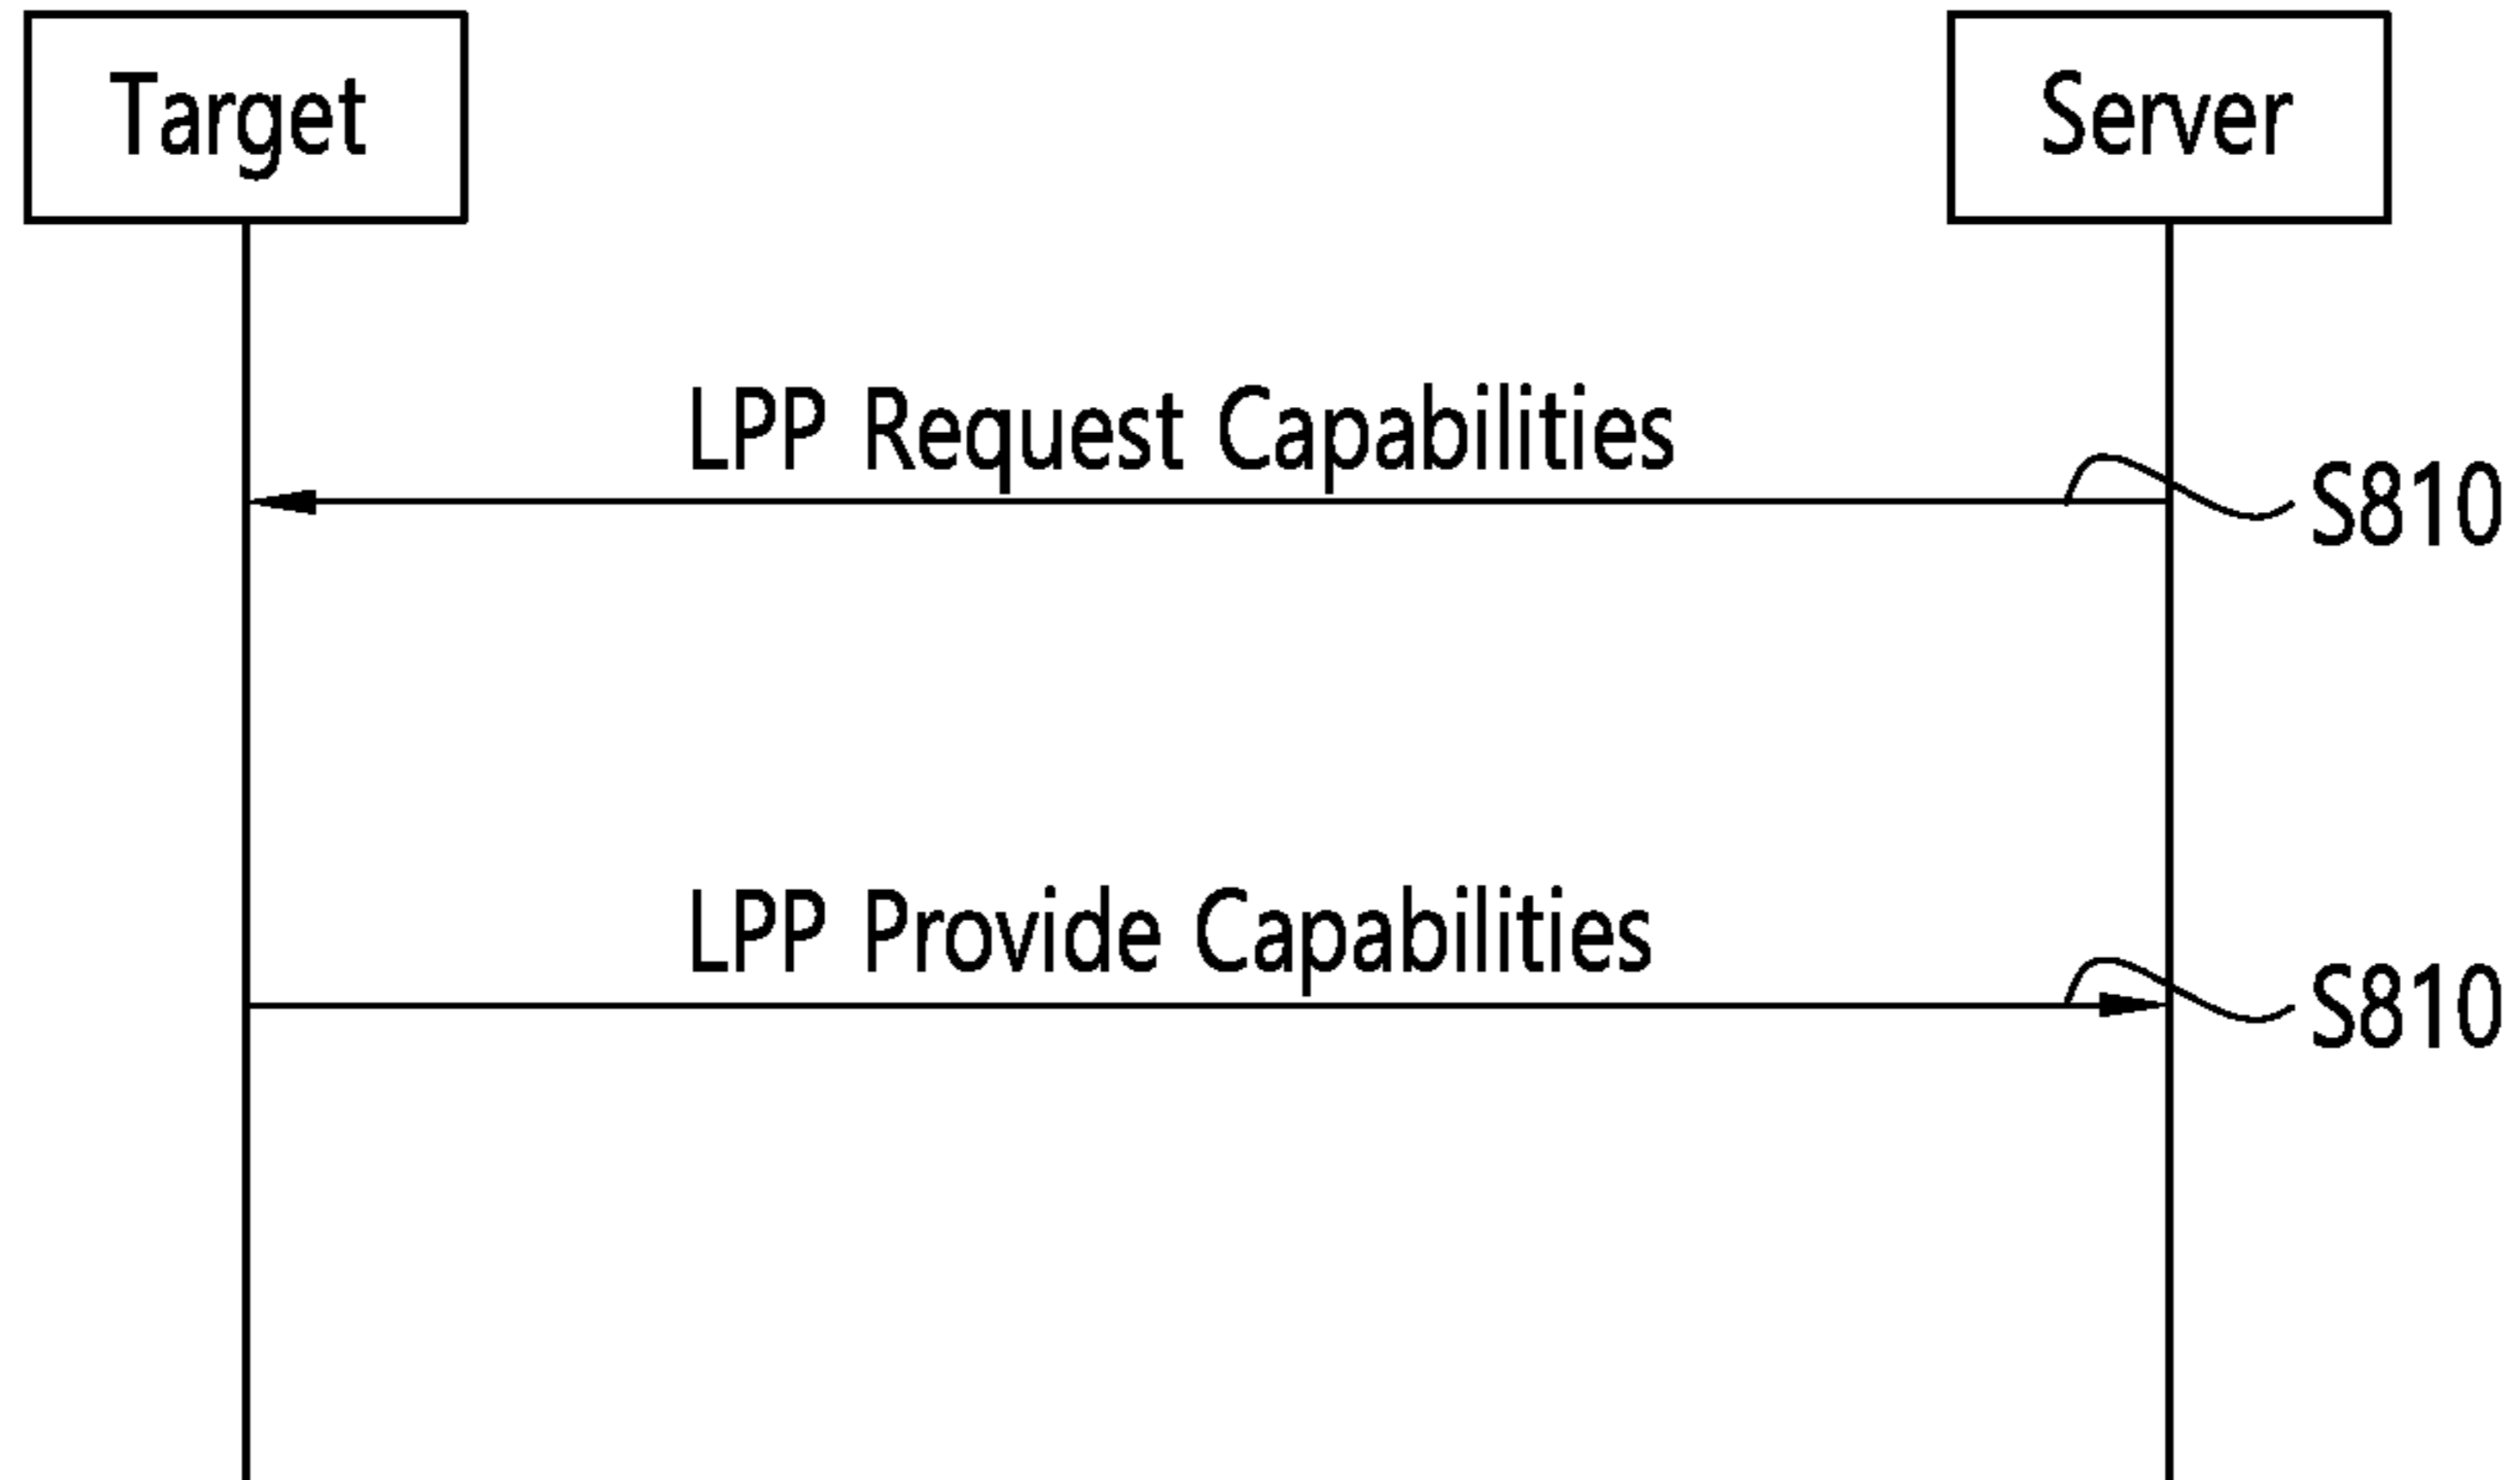 Target
Server
LPP Request Capabilities
S810
LPP Provide Capabilities
S810